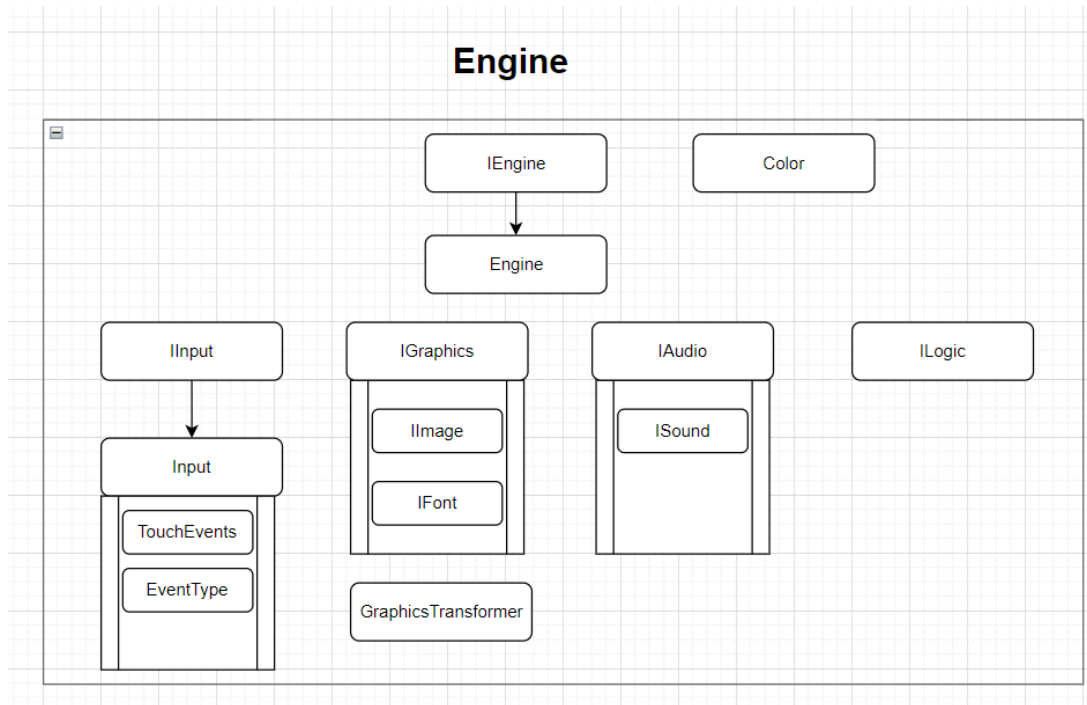 Engine
IEngine
Color
Engine
IInput
IGraphics
IAudio
ILogic
IImage
ISound
Input
IFont
TouchEvents
EventType
GraphicsTransformer